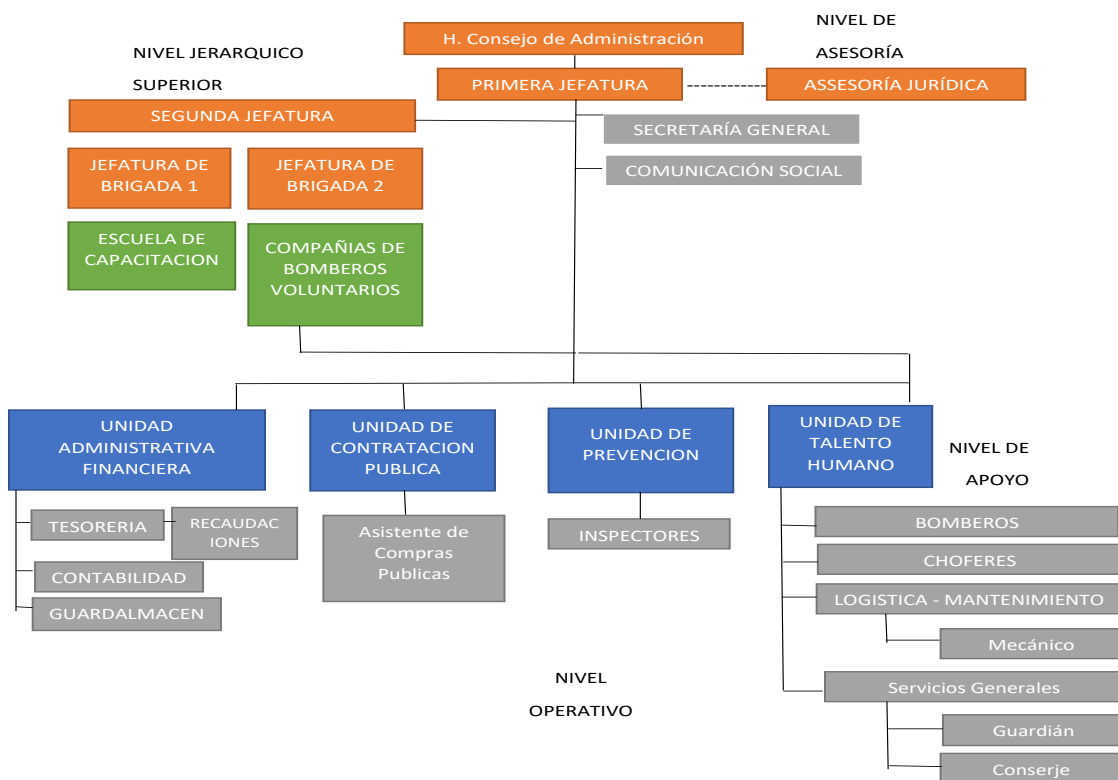 H. Consejo de Administración
NIVEL DE
ASESORÍA
NIVEL JERARQUICO
SUPERIOR
PRIMERA JEFATURA
ASSESORÍA JURÍDICA
SEGUNDA JEFATURA
SECRETARÍA GENERAL
COMUNICACIÓN SOCIAL
JEFATURA DE
BRIGADA 1
JEFATURA DE
BRIGADA 2
ESCUELA DE
CAPACITACION
COMPAÑIAS DE
BOMBEROS
VOLUNTARIOS
UNIDAD
ADMINISTRATIVA
FINANCIERA
UNIDAD DE
CONTRATACION
PUBLICA
UNIDAD DE
PREVENCION
UNIDAD DE
TALENTO
HUMANO
NIVEL DE
APOYO
TESORERIA
RECAUDAC
IONES
CONTABILIDAD
GUARDALMACEN
Asistente de
Compras
Publicas
INSPECTORES
BOMBEROS
CHOFERES
LOGISTICA - MANTENIMIENTO
Mecánico
Servicios Generales
Guardián
Conserje
NIVEL
OPERATIVO